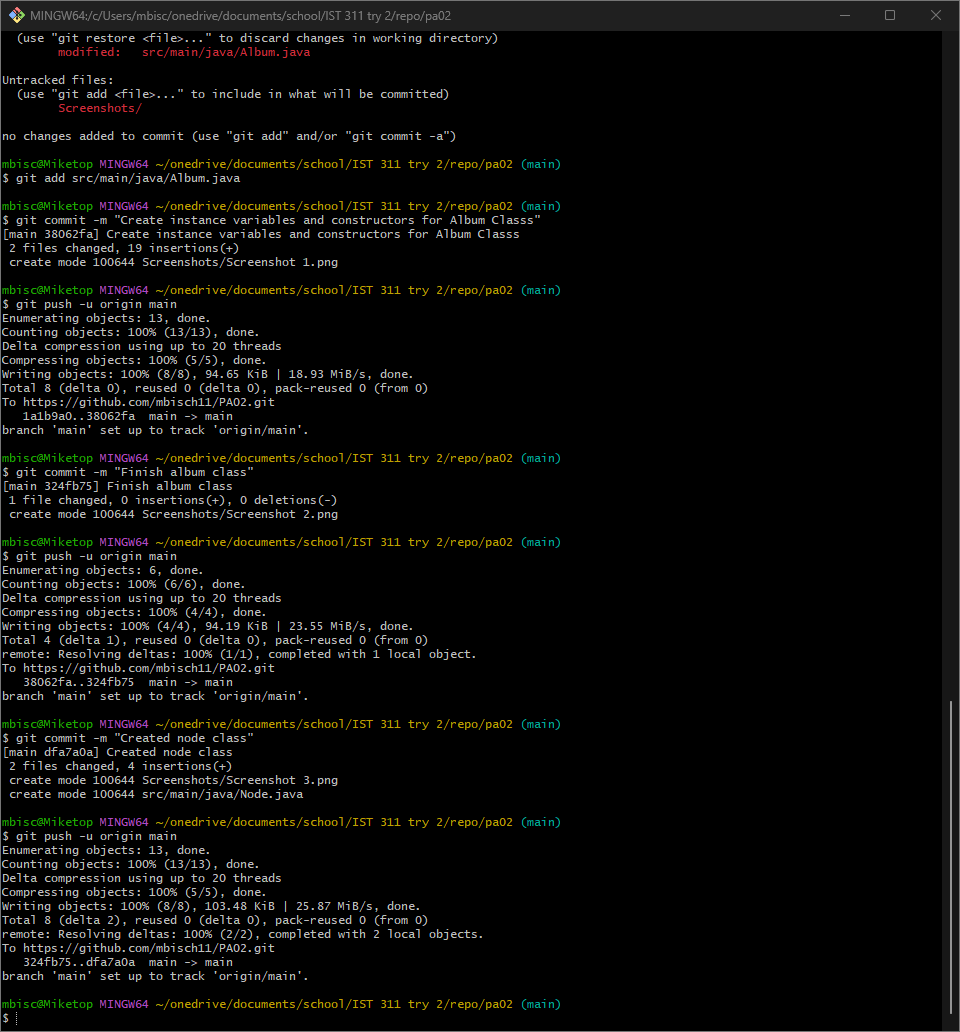 MINGW64:/c/Users/mbisc/onedrive/documents/school/IST 311 try 2/repo/pa02
  (use "git restore <file>..." to discard changes in working directory)
        modified:   src/main/java/Album.java

Untracked files:
  (use "git add <file>..." to include in what will be committed)
        Screenshots/

no changes added to commit (use "git add" and/or "git commit -a")

mbisc@Miketop MINGW64 ~/onedrive/documents/school/IST 311 try 2/repo/pa02 (main)
$ git add src/main/java/Album.java

mbisc@Miketop MINGW64 ~/onedrive/documents/school/IST 311 try 2/repo/pa02 (main)
$ git commit -m "Create instance variables and constructors for Album Classs"
[main 38062fa] Create instance variables and constructors for Album Classs
 2 files changed, 19 insertions(+)
 create mode 100644 Screenshots/Screenshot 1.png

mbisc@Miketop MINGW64 ~/onedrive/documents/school/IST 311 try 2/repo/pa02 (main)
$ git push -u origin main
Enumerating objects: 13, done.
Counting objects: 100% (13/13), done.
Delta compression using up to 20 threads
Compressing objects: 100% (5/5), done.
Writing objects: 100% (8/8), 94.65 KiB | 18.93 MiB/s, done.
Total 8 (delta 0), reused 0 (delta 0), pack-reused 0 (from 0)
To https://github.com/mbisch11/PA02.git
   1a1b9a0..38062fa  main -> main
branch 'main' set up to track 'origin/main'.

mbisc@Miketop MINGW64 ~/onedrive/documents/school/IST 311 try 2/repo/pa02 (main)
$ git commit -m "Finish album class"
[main 324fb75] Finish album class
 1 file changed, 0 insertions(+), 0 deletions(-)
 create mode 100644 Screenshots/Screenshot 2.png

mbisc@Miketop MINGW64 ~/onedrive/documents/school/IST 311 try 2/repo/pa02 (main)
$ git push -u origin main
Enumerating objects: 6, done.
Counting objects: 100% (6/6), done.
Delta compression using up to 20 threads
Compressing objects: 100% (4/4), done.
Writing objects: 100% (4/4), 94.19 KiB | 23.55 MiB/s, done.
Total 4 (delta 1), reused 0 (delta 0), pack-reused 0 (from 0)
remote: Resolving deltas: 100% (1/1), completed with 1 local object.
To https://github.com/mbisch11/PA02.git
   38062fa..324fb75  main -> main
branch 'main' set up to track 'origin/main'.

mbisc@Miketop MINGW64 ~/onedrive/documents/school/IST 311 try 2/repo/pa02 (main)
$ git commit -m "Created node class"
[main dfa7a0a] Created node class
 2 files changed, 4 insertions(+)
 create mode 100644 Screenshots/Screenshot 3.png
 create mode 100644 src/main/java/Node.java

mbisc@Miketop MINGW64 ~/onedrive/documents/school/IST 311 try 2/repo/pa02 (main)
$ git push -u origin main
Enumerating objects: 13, done.
Counting objects: 100% (13/13), done.
Delta compression using up to 20 threads
Compressing objects: 100% (5/5), done.
Writing objects: 100% (8/8), 103.48 KiB | 25.87 MiB/s, done.
Total 8 (delta 2), reused 0 (delta 0), pack-reused 0 (from 0)
remote: Resolving deltas: 100% (2/2), completed with 2 local objects.
To https://github.com/mbisch11/PA02.git
   324fb75..dfa7a0a  main -> main
branch 'main' set up to track 'origin/main'.

mbisc@Miketop MINGW64 ~/onedrive/documents/school/IST 311 try 2/repo/pa02 (main)
$